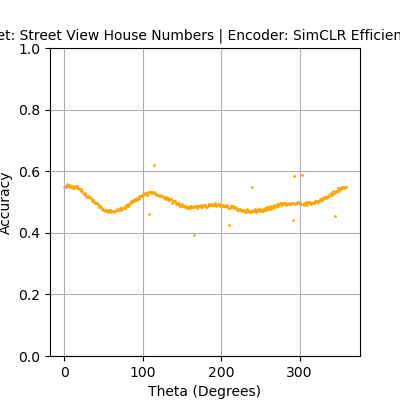 et: Street View House Numbers | Encoder: SimCLR Efficien
1.0
0.8
0.6
0.4
0.2
0.0
Accuracy
0 100 200 300
Theta (Degrees)